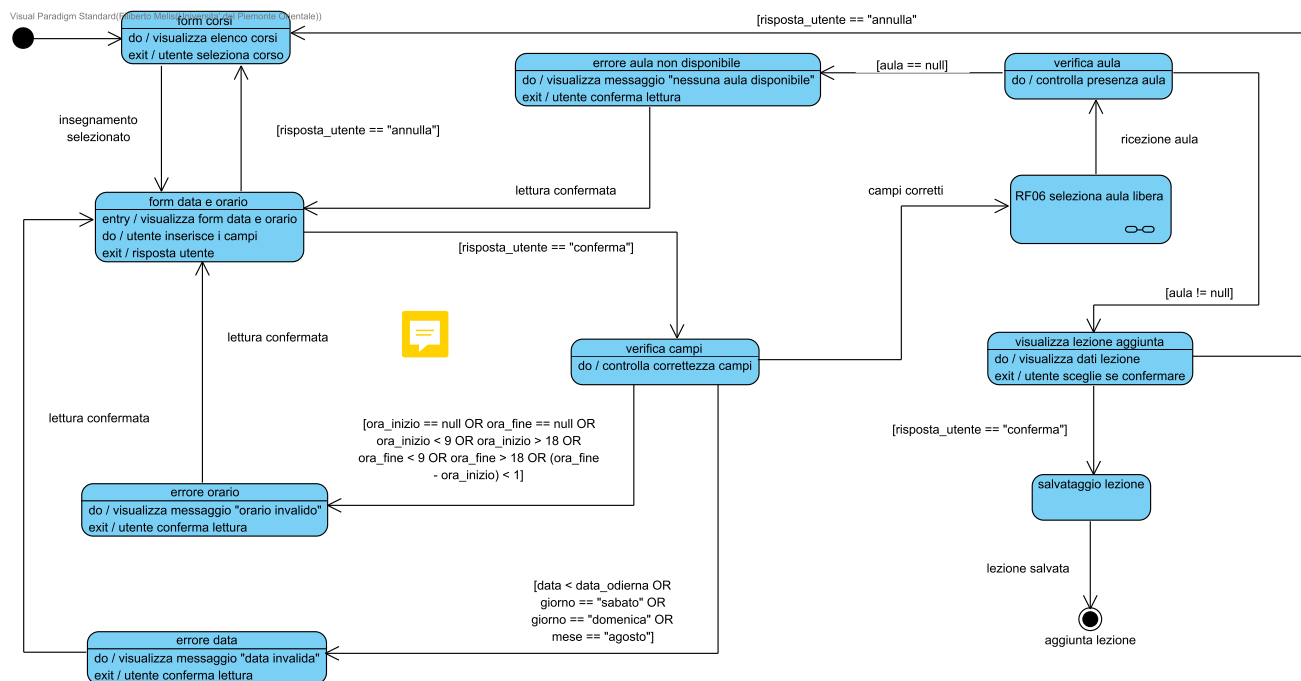 Visual Paradigm Standard(Filiberto Melis(Universita' del Piemonte Orientale))
form corsi
do / visualizza elenco corsi
exit / utente seleziona corso
[risposta_utente == "annulla"
errore aula non disponibile
do / visualizza messaggio "nessuna aula disponibile"
exit / utente conferma lettura
[aula == null]
verifica aula
do / controlla presenza aula
insegnamento
selezionato
[risposta_utente == "annulla"]
ricezione aula
lettura confermata
campi corretti
RF06 seleziona aula libera
form data e orario
entry / visualizza form data e orario
do / utente inserisce i campi
exit / risposta utente
[risposta_utente == "conferma"]
[aula != null]
lettura confermata
verifica campi
do / controlla correttezza campi
visualizza lezione aggiunta
do / visualizza dati lezione
exit / utente sceglie se confermare
lettura confermata
[ora_inizio == null OR ora_fine == null OR
ora_inizio < 9 OR ora_inizio > 18 OR
ora_fine < 9 OR ora_fine > 18 OR (ora_fine
- ora_inizio) < 1]
[risposta_utente == "conferma"]
errore orario
do / visualizza messaggio "orario invalido"
exit / utente conferma lettura
salvataggio lezione
lezione salvata
[data < data_odierna OR
giorno == "sabato" OR
giorno == "domenica" OR
mese == "agosto"]
errore data
do / visualizza messaggio "data invalida"
exit / utente conferma lettura
aggiunta lezione